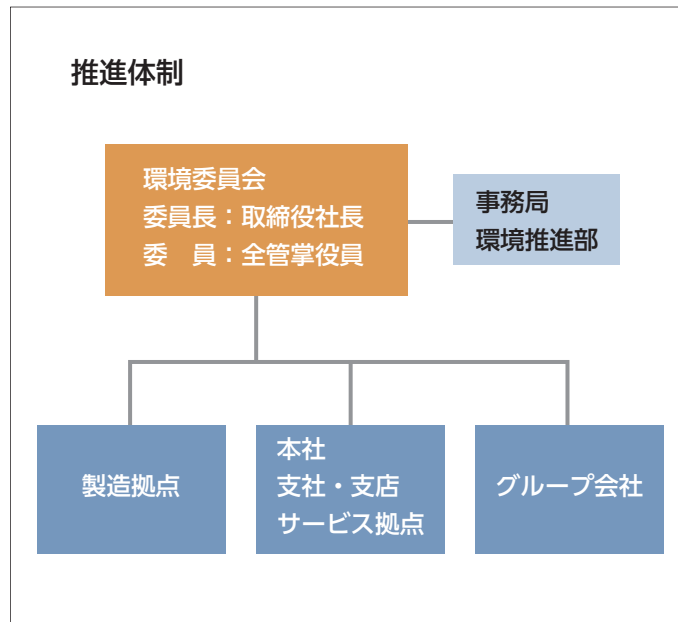 推進体制
環境委員会
委員長：取締役社長
委　員：全管掌役員
事務局
環境推進部
製造拠点
本社
支社・支店
サービス拠点
グループ会社